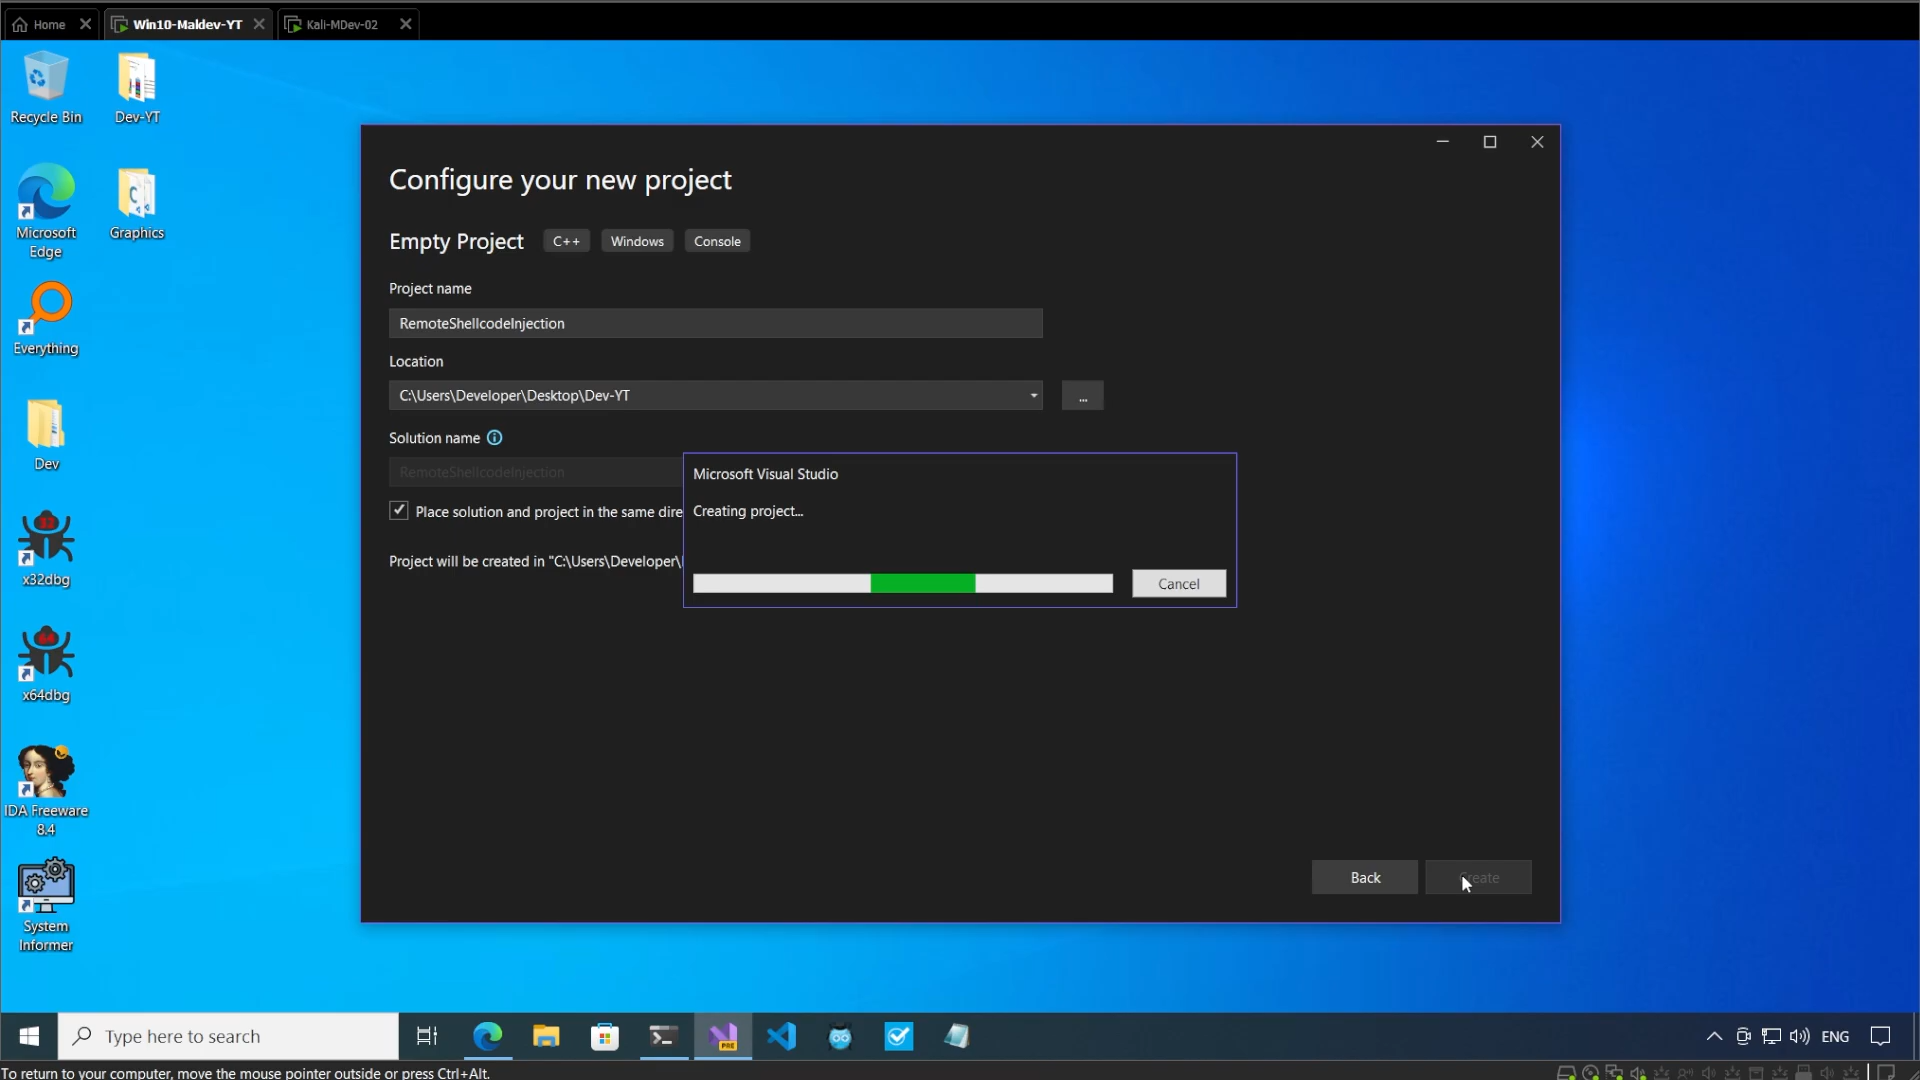 Home
Win10-Maldev-YT
Kali-MDev-02
Recycle Bin
Dev-YT
Microsoft
Edge
Graphics
Everything
Dev
x32dbg
x64dbg
IDA Freeware
8.4
System
Informer
Configure your new project
Empty Project
C++
Windows
Console
Project name
RemoteShellcodeInjection
Location
C:\Users\Developer\Desktop\Dev-YT
...
Solution name
RemoteShellcodeInjection
Place solution and project in the same dire
Project will be created in "C:\Users\Developer\
Microsoft Visual Studio
Creating project...
Cancel
Back
Create
Type here to search
PRE
ENG
To return to your computer, move the mouse pointer outside or press Ctrl+Alt.